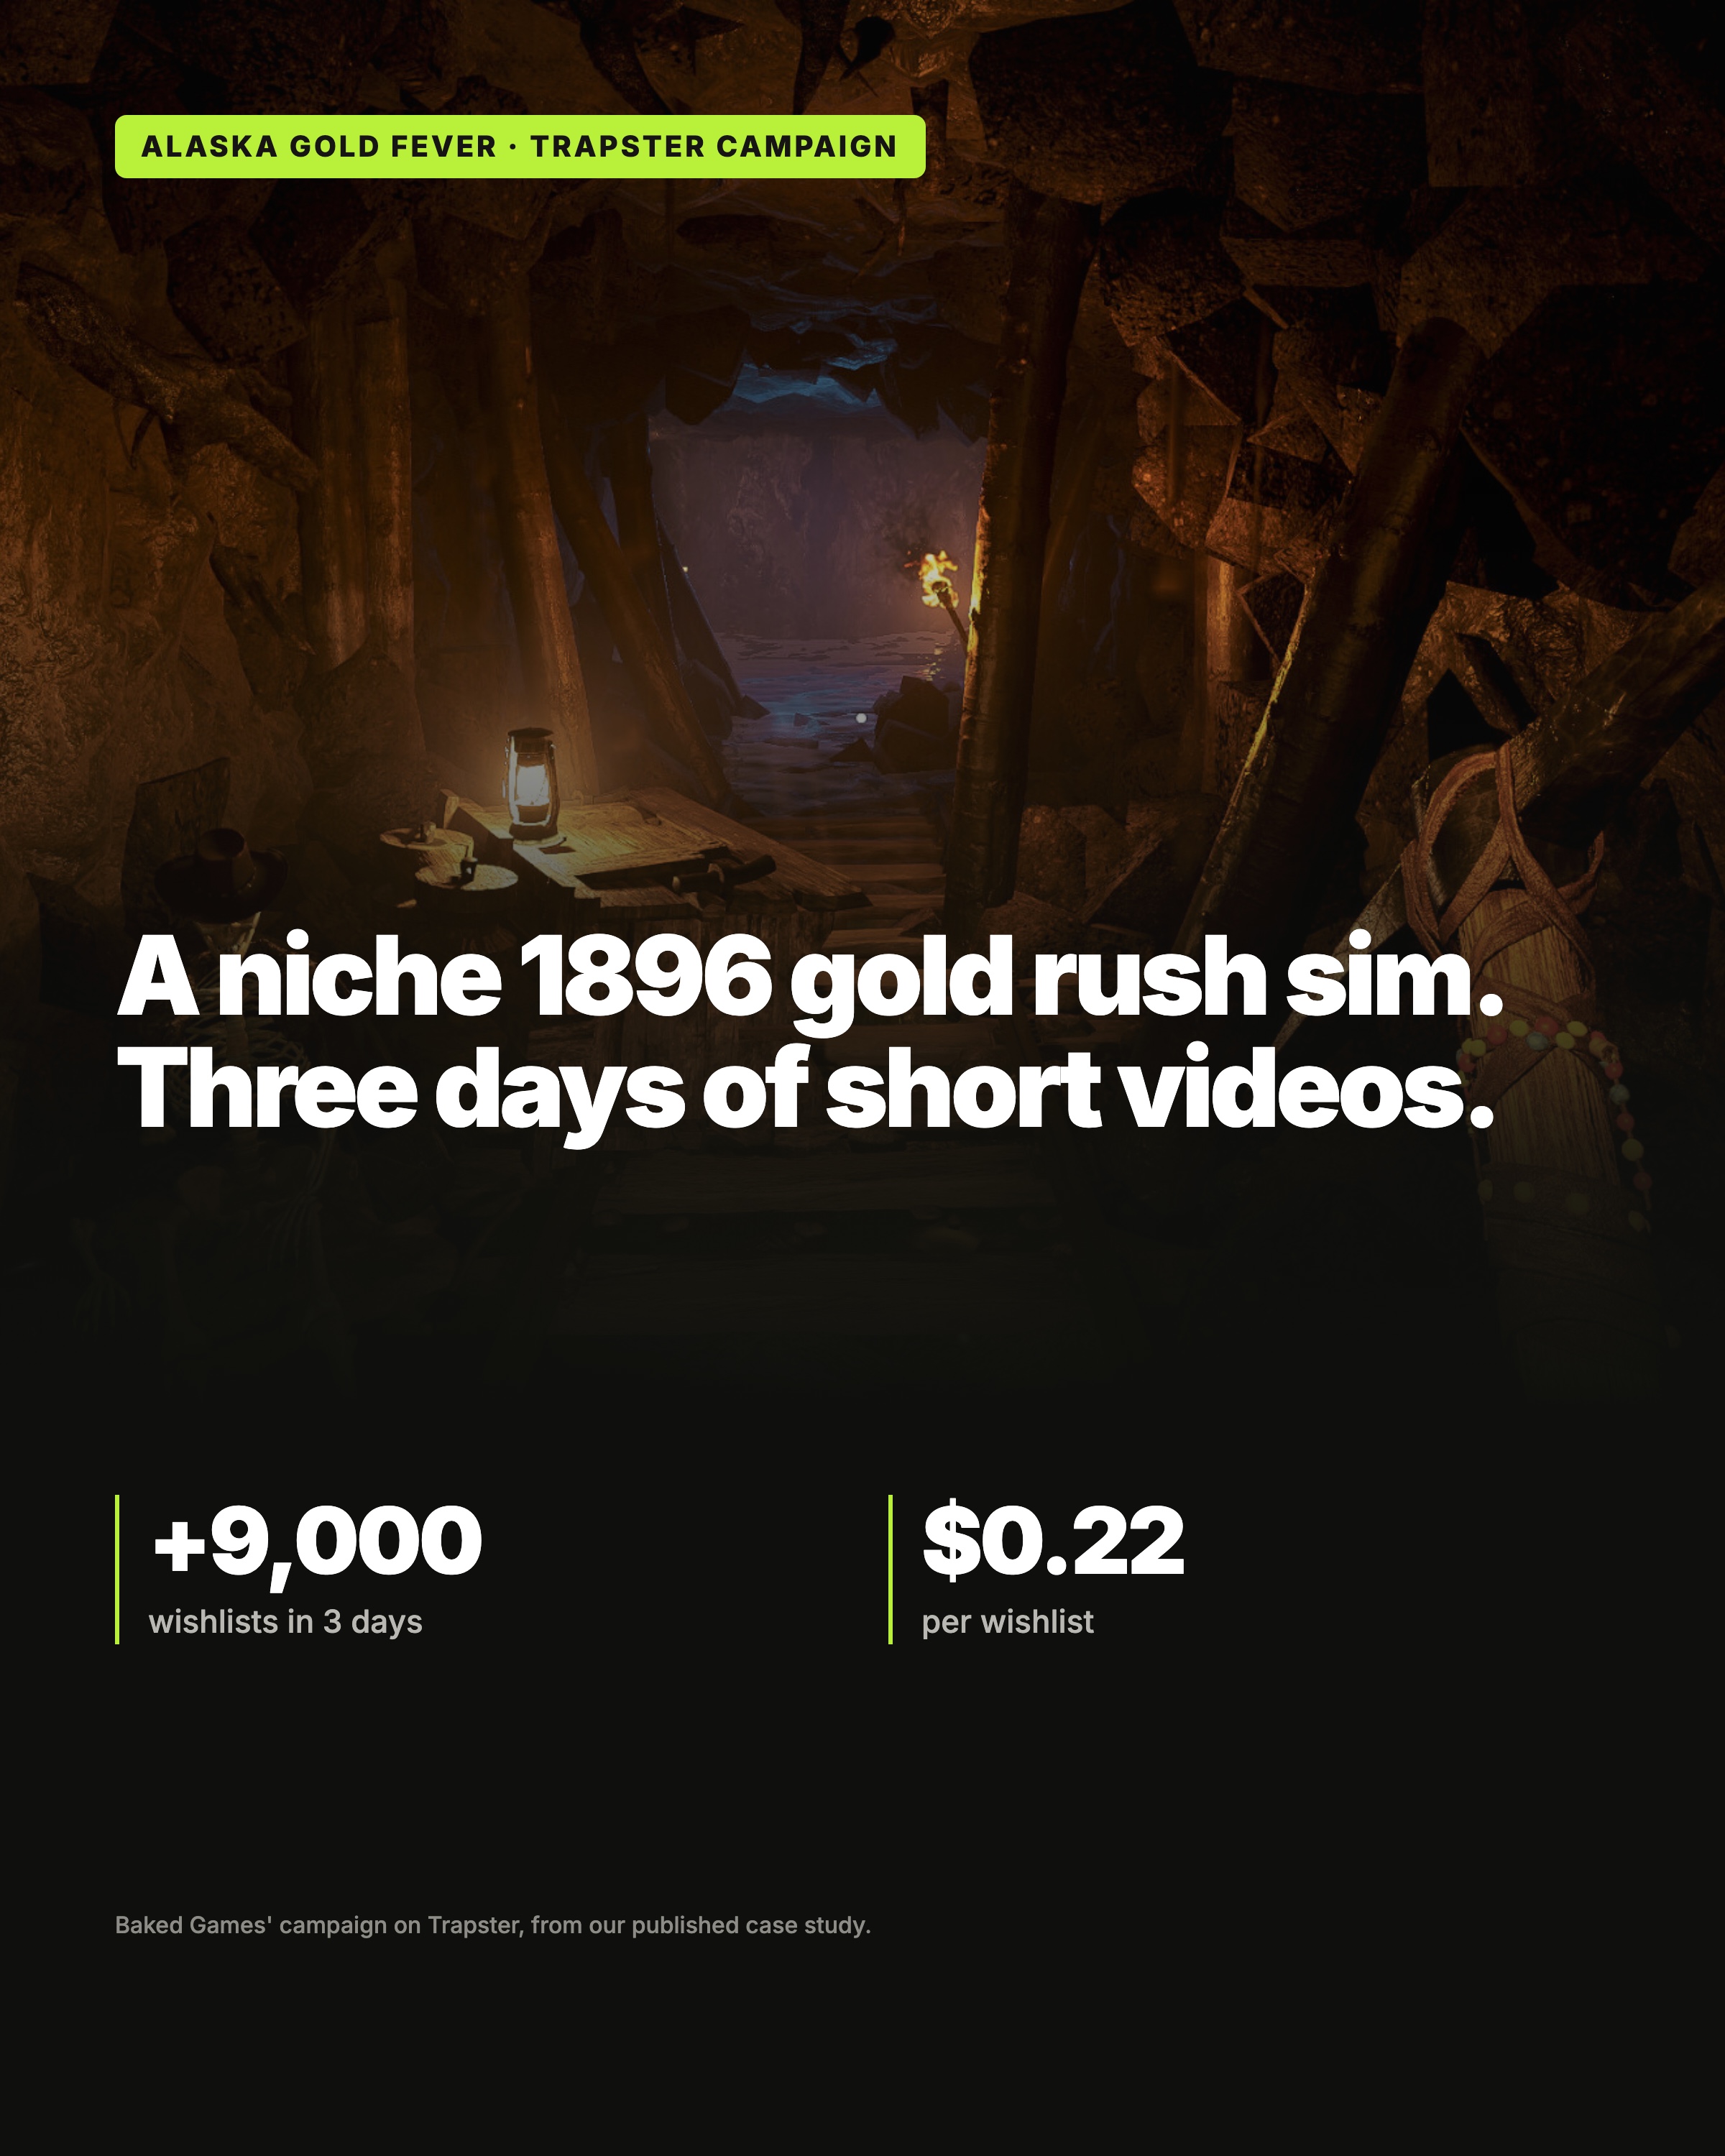 ALASKA GOLD FEVER · TRAPSTER CAMPAIGN
A niche 1896 gold rush sim.
Three days of short videos.
+9,000
wishlists in 3 days
$0.22
per wishlist
Baked Games' campaign on Trapster, from our published case study.